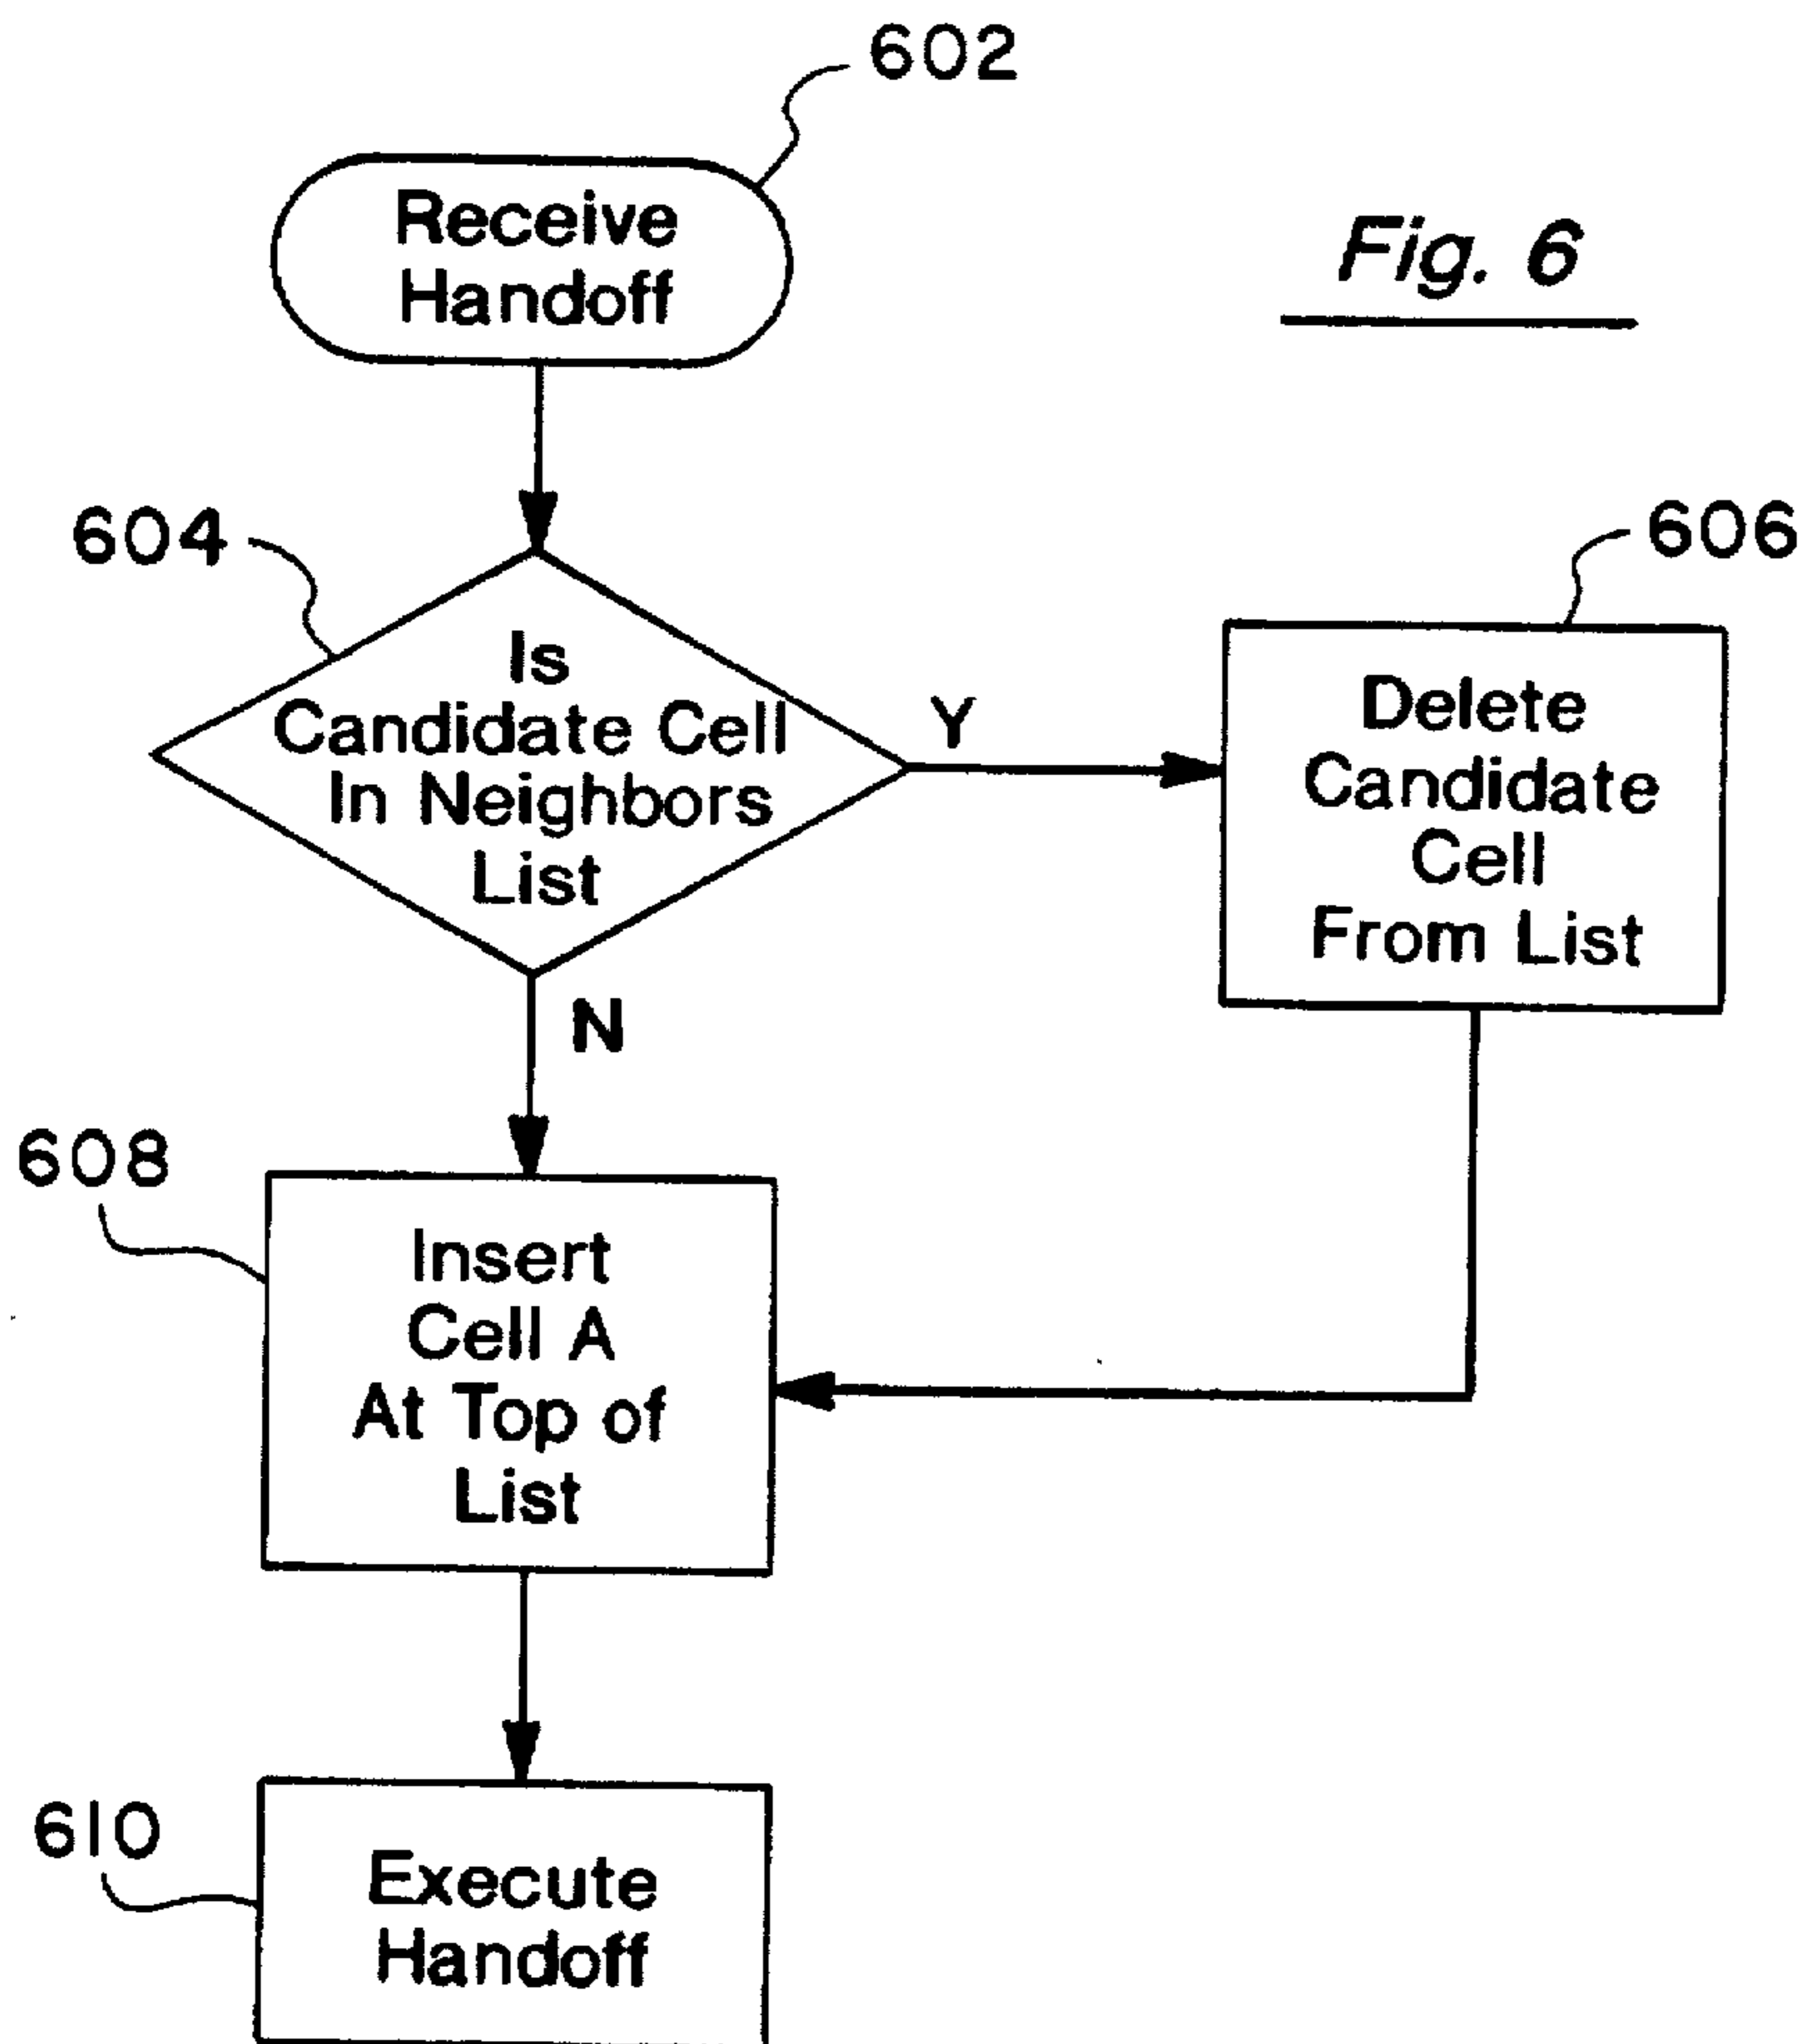 602
Receive
Handoff
Fig. 6
604
Is
Candidate Cell
In Neighbors
List
Y
606
Delete
Candidate
Cell
From List
N
608
Insert
Cell A
At Top of
List
610
Execute
Handoff